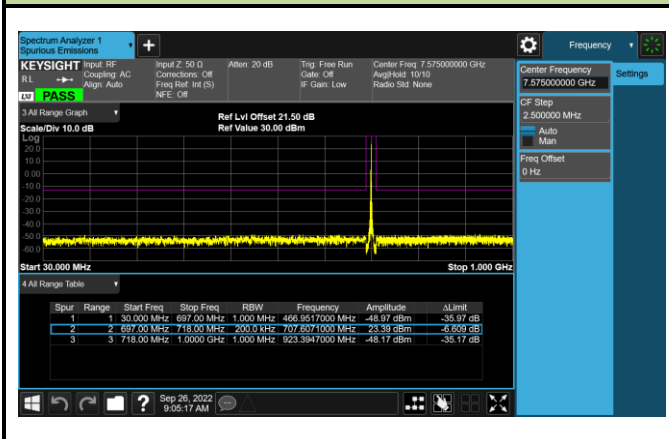 Spectrum Analyzer 1
Spurious Emissions
Frequency
KEYSIGHT Input: RF Input Z: 50 Ω Atten: 20 dB Trig: Free Run Center Freq: 7.575000000 GHz
RL Coupling: AC Corrections: Off Gate: Off Avg|Hold: 10/10
Align: Auto Freq Ref: Int (S) IF Gain: Low Radio Std: None
NFE: Off
LXI PASS
Center Frequency
7.575000000 GHz
Settings
CF Step
2.500000 MHz
Auto
Man
Freq Offset
0 Hz
3 All Range Graph Ref Lvl Offset 21.50 dB
Scale/Div 10.0 dB Ref Value 30.00 dBm
Log
20.0
10.0
0.00
-10.0
-20.0
-30.0
-40.0
-50.0
-60.0
Start 30.000 MHz Stop 1.000 GHz
4 All Range Table
Spur Range Start Freq Stop Freq RBW Frequency Amplitude ΔLimit
1 1 30.000 MHz 697.00 MHz 1.000 MHz 466.9517000 MHz -48.97 dBm -35.97 dB
2 2 697.00 MHz 718.00 MHz 200.0 kHz 707.6071000 MHz 23.39 dBm -6.609 dB
3 3 718.00 MHz 1.0000 GHz 1.000 MHz 923.3947000 MHz -48.17 dBm -35.17 dB
? Sep 26, 2022
9:05:17 AM